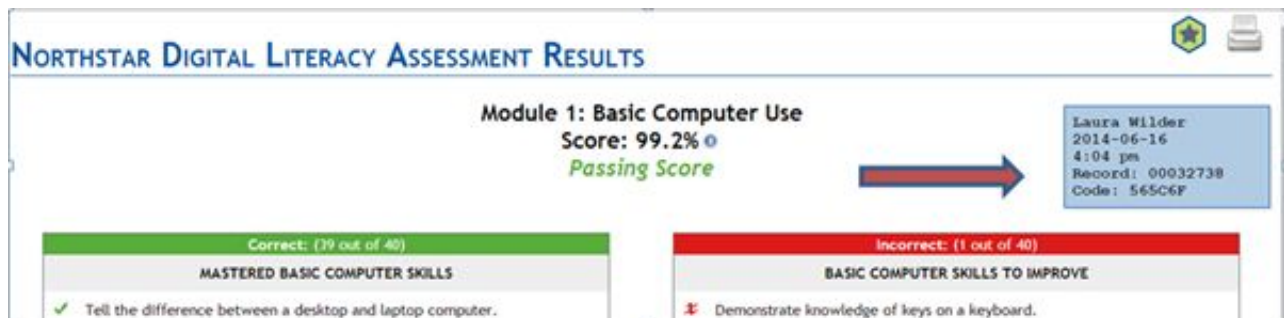 NORTHSTAR DIGITAL LITERACY ASSESSMENT RESULTS
Module 1: Basic Computer Use
Score: 99.2%
Passing Score
Laura Wilder
2014-06-16
4:04 pm
Record: 00032738
Code: 565C6F
Correct: (39 out of 40)
MASTERED BASIC COMPUTER SKILLS
✓ Tell the difference between a desktop and laptop computer.
Incorrect: (1 out of 40)
BASIC COMPUTER SKILLS TO IMPROVE
✗ Demonstrate knowledge of keys on a keyboard.